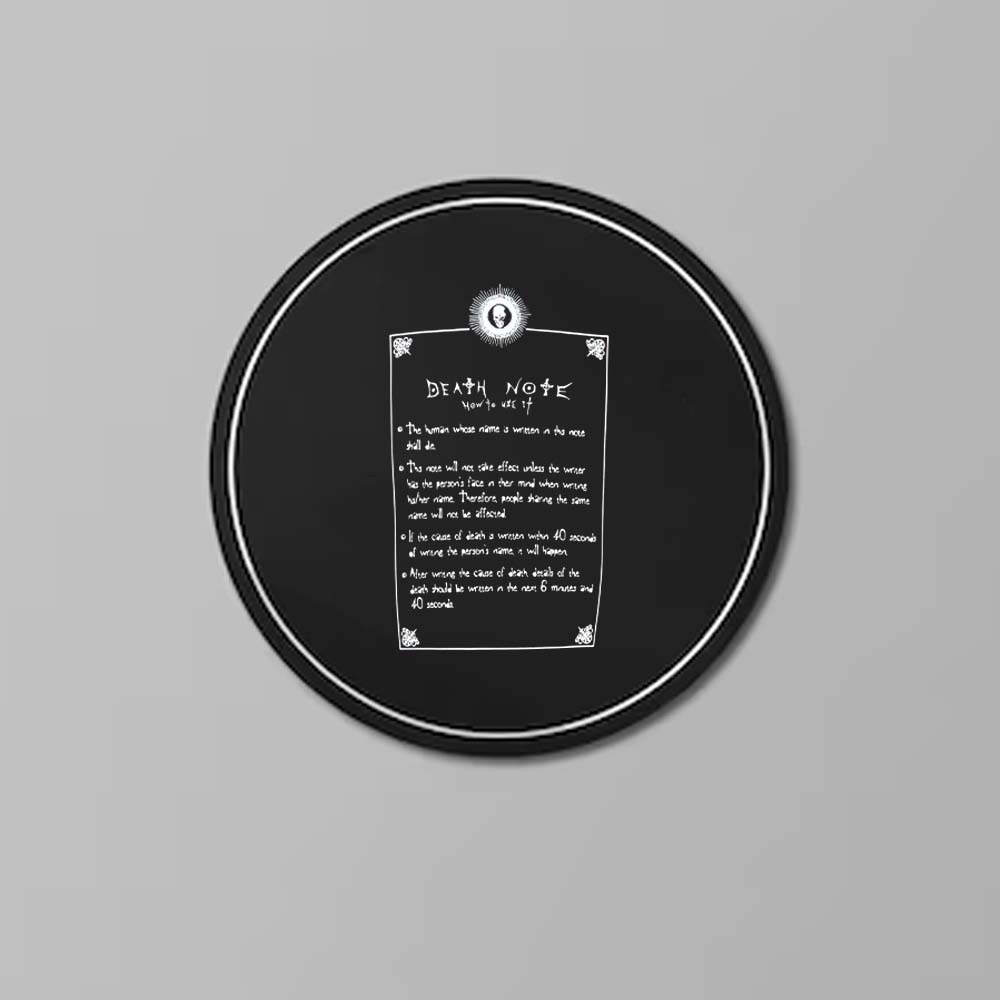 DEATH NOTE
How to use it
The human whose name is written in this note
shall die.
This note will not take effect unless the writer
has the person's face in their mind when writing
his/her name. Therefore, people sharing the same
name will not be affected.
If the cause of death is written within 40 seconds
of writing the person's name, it will happen.
After writing the cause of death, details of the
death should be written in the next 6 minutes and
40 seconds.